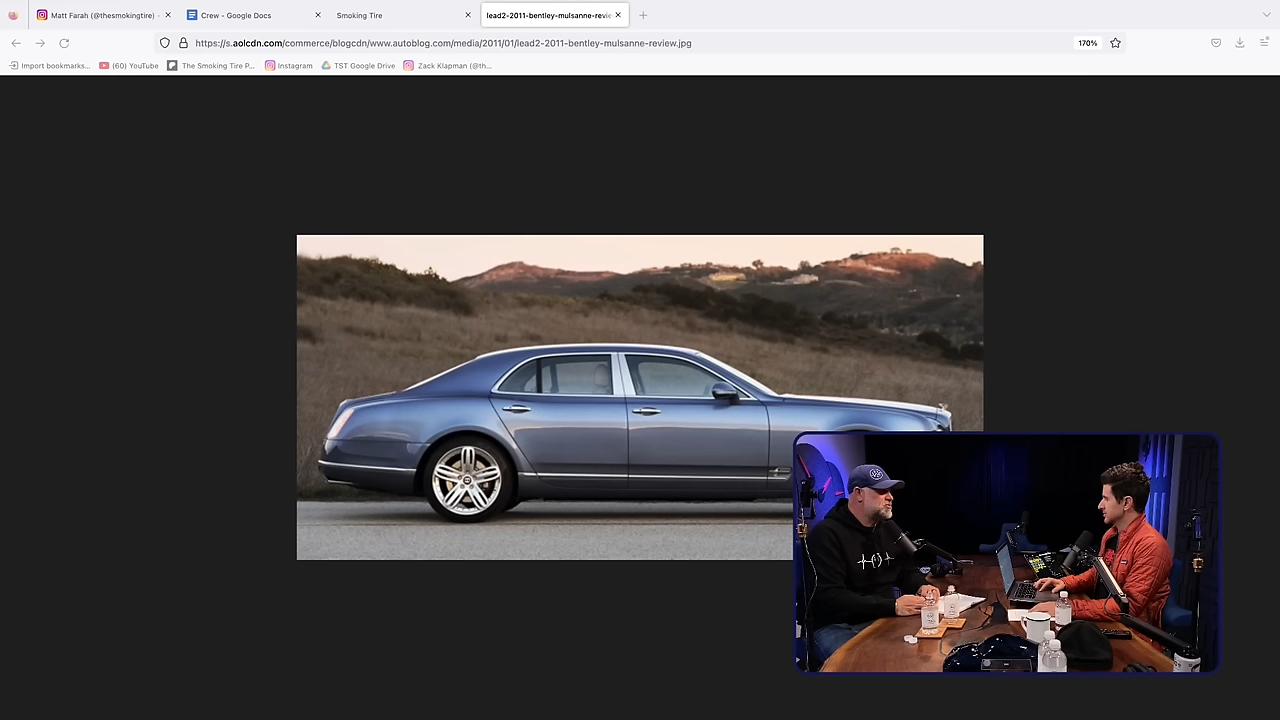 Matt Farah (@thesmokingtire) -
Crew - Google Docs
Smoking Tire
lead2-2011-bentley-mulsanne-revie
https://s.aolcdn.com/commerce/blogcdn/www.autoblog.com/media/2011/01/lead2-2011-bentley-mulsanne-review.jpg
170%
Import bookmarks...
(60) YouTube
The Smoking Tire P...
Instagram
TST Google Drive
Zack Klapman (@th...